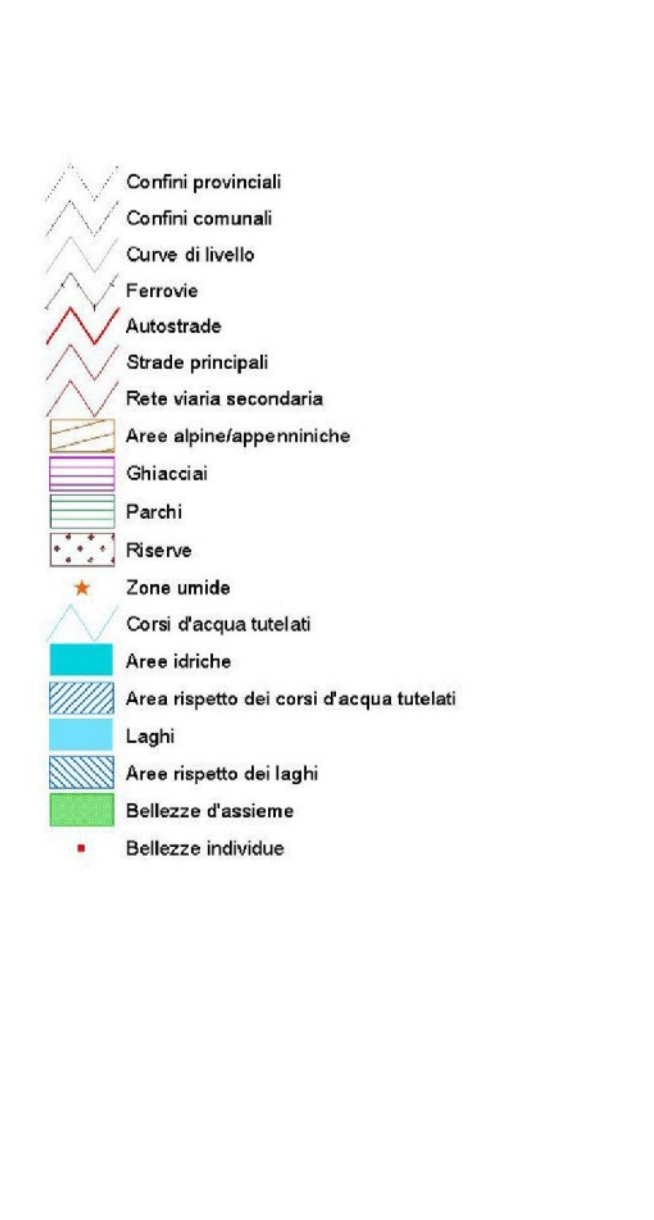 Confini provinciali
Confini comunali
Curve di livello
Ferrovie
Autostrade
Strade principali
Rete viaria secondaria
Aree alpine/appenniniche
Ghiacciai
Parchi
Riserve
Zone umide
Corsi d'acqua tutelati
Aree idriche
Area rispetto dei corsi d'acqua tutelati
Laghi
Aree rispetto dei laghi
Bellezze d'assieme
Bellezze individue